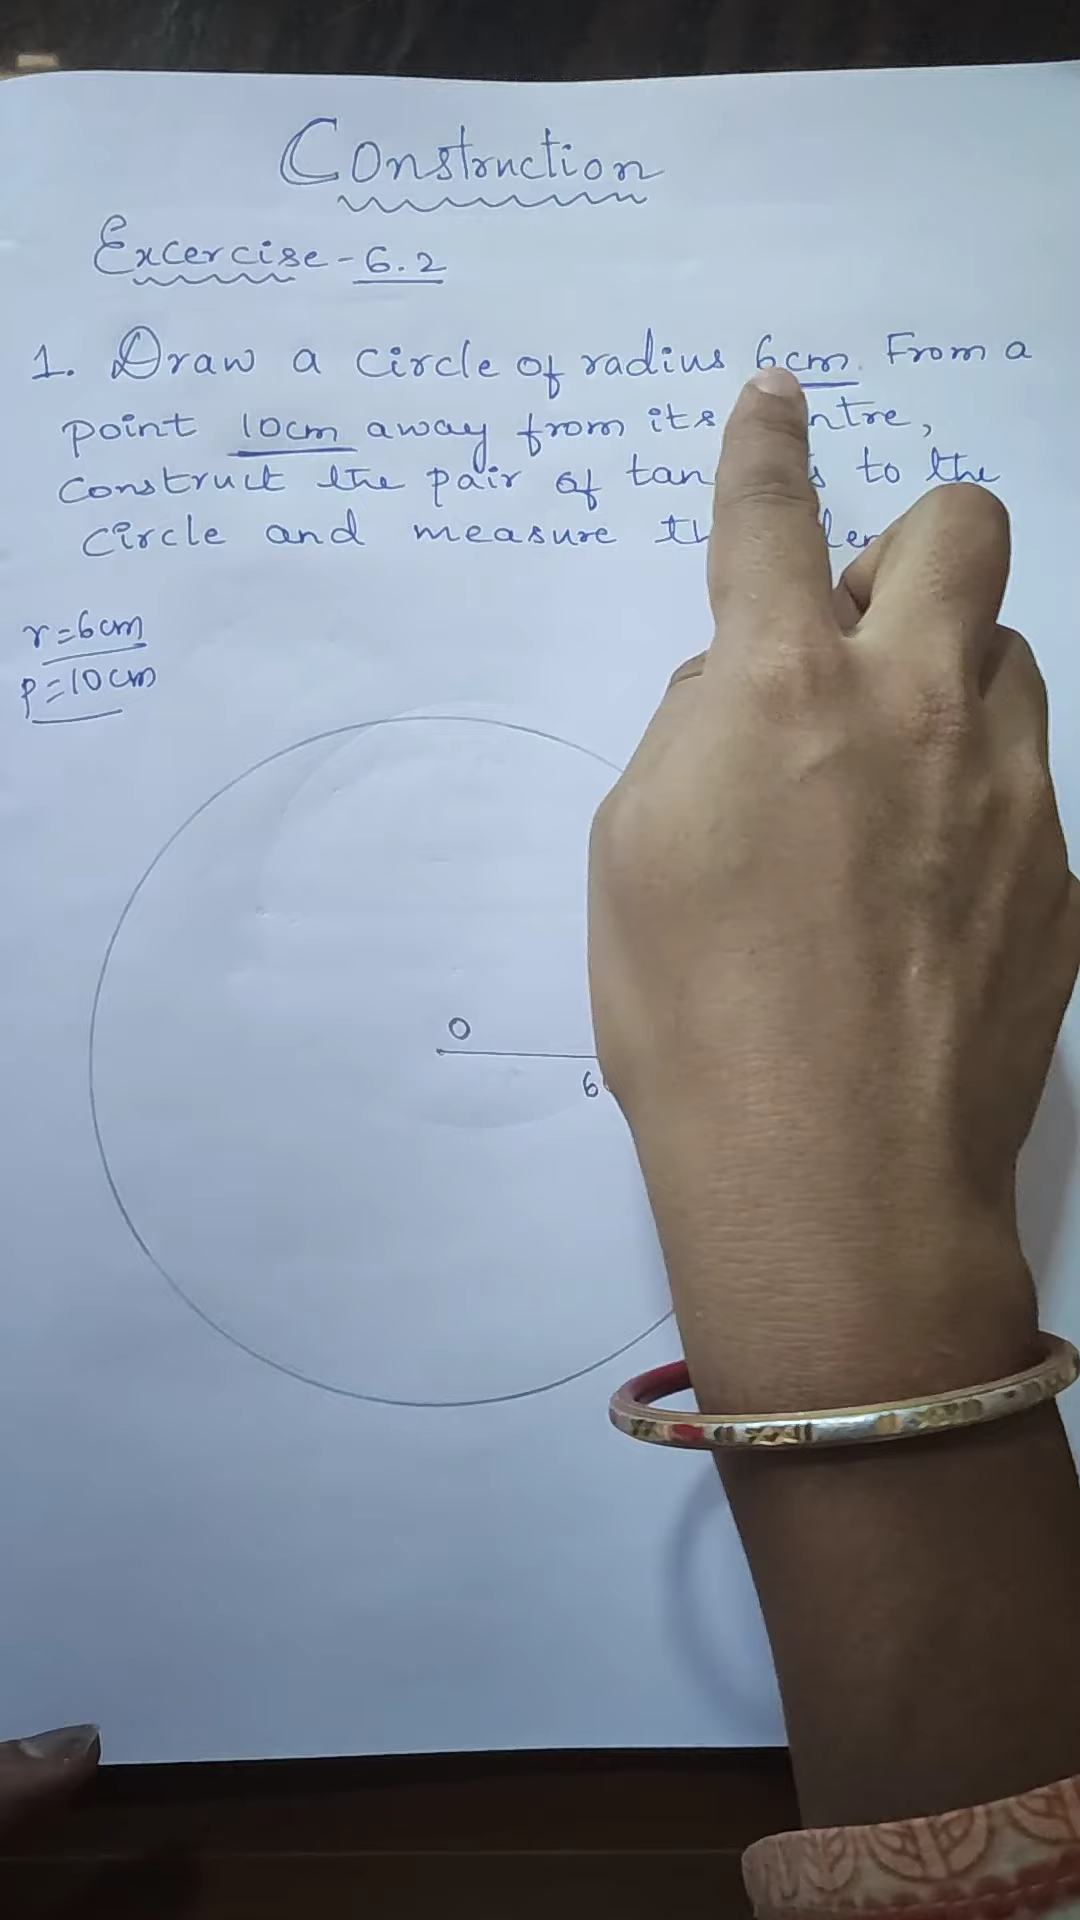 Construction
Excercise-6.2
1. Draw a circle of radius 6cm. From a
point 10cm away from its
construct the pair of to the
circle and measure
r=6cm
P=10cm
O
6